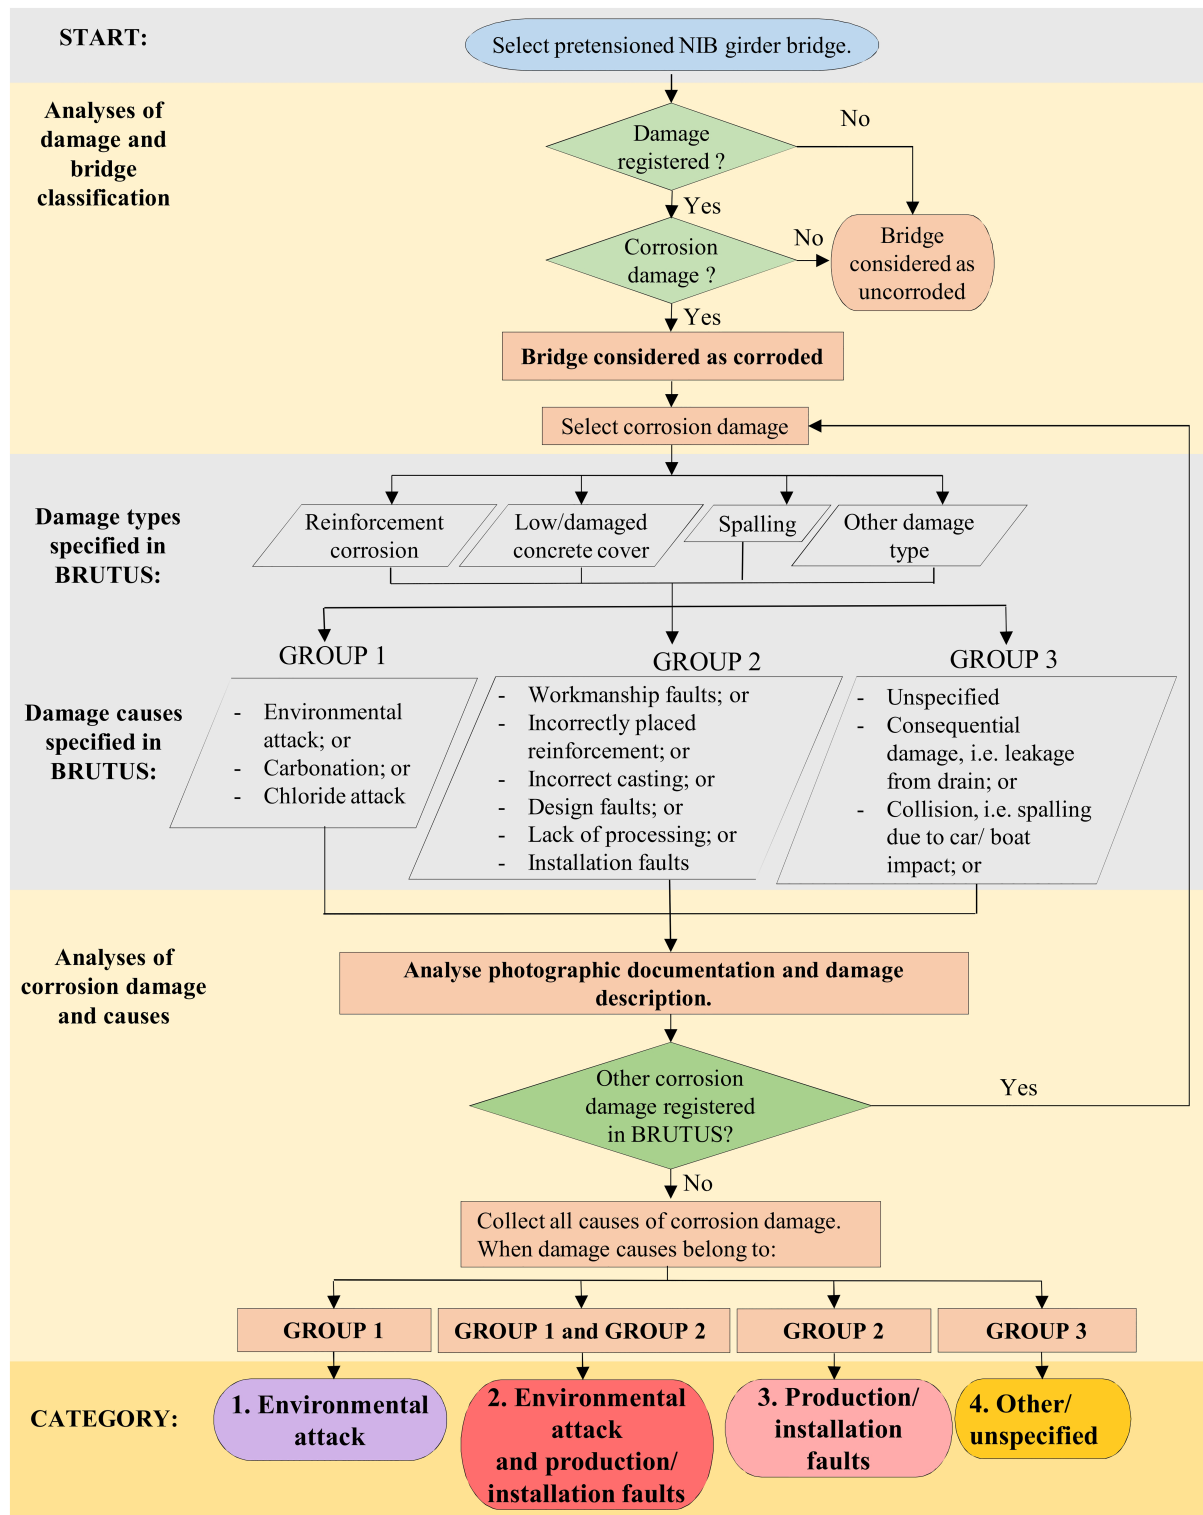 START:
Select pretensioned NIB girder bridge.
Analyses of
damage and
bridge
classification
Damage
registered ?
No
Yes
Corrosion
damage ?
No
Bridge
considered as
uncorroded
Yes
Bridge considered as corroded
Select corrosion damage
Damage types
specified in
BRUTUS:
Reinforcement
corrosion
Low/damaged
concrete cover
Spalling
Other damage
type
GROUP 1
GROUP 2
GROUP 3
Damage causes
specified in
BRUTUS:
- Environmental
attack; or
- Carbonation; or
- Chloride attack
- Workmanship faults; or
- Incorrectly placed
reinforcement; or
- Incorrect casting; or
- Design faults; or
- Lack of processing; or
- Installation faults
- Unspecified
- Consequential
damage, i.e. leakage
from drain; or
- Collision, i.e. spalling
due to car/ boat
impact; or
Analyses of
corrosion damage
and causes
Analyse photographic documentation and damage
description.
Other corrosion
damage registered
in BRUTUS?
Yes
No
Collect all causes of corrosion damage.
When damage causes belong to:
GROUP 1
GROUP 1 and GROUP 2
GROUP 2
GROUP 3
CATEGORY:
1. Environmental
attack
2. Environmental
attack
and production/
installation faults
3. Production/
installation
faults
4. Other/
unspecified